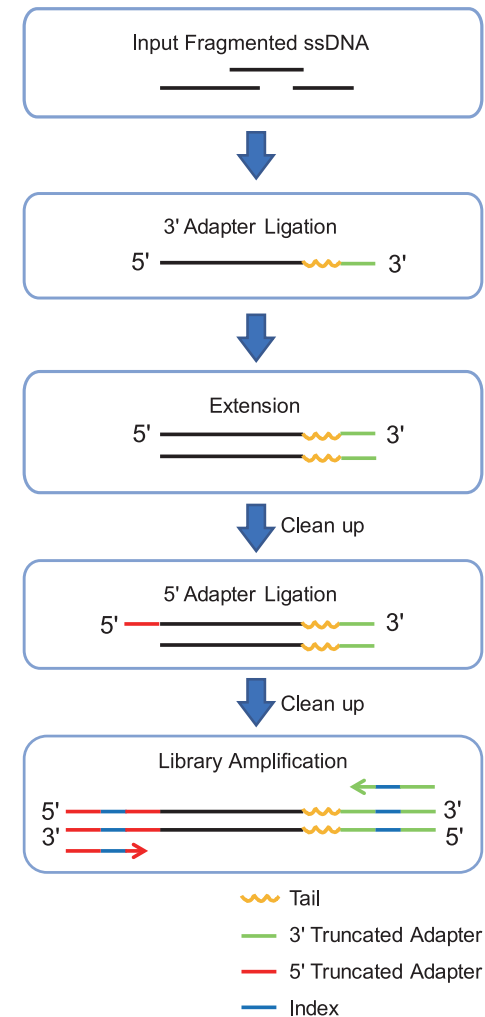 Input Fragmented ssDNA
3' Adapter Ligation
5' 3'
Extension
5' 3'
Clean up
5' Adapter Ligation
5' 3'
Clean up
Library Amplification
5' 3'
3' 5'
Tail
3' Truncated Adapter
5' Truncated Adapter
Index